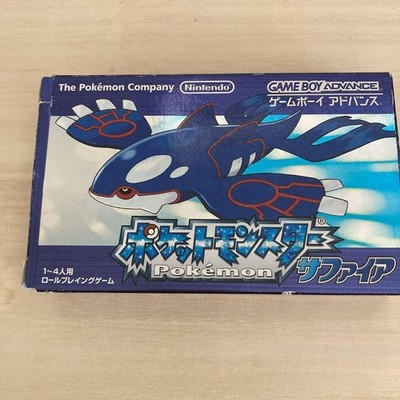 The Pokémon Company
Nintendo
GAME BOY ADVANCE
ゲームボーイ アドバンス
ポケットモンスター
Pokémon
サファイア
1~4人用
ロールプレイングゲーム